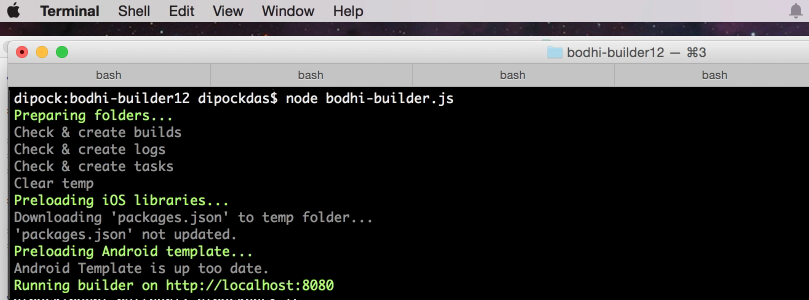 Terminal Shell Edit View Window Help
bodhi-builder12 — ⌘3
bash bash bash bash
dipock:bodhi-builder12 dipockdas$ node bodhi-builder.js
Preparing folders...
Check & create builds
Check & create logs
Check & create tasks
Clear temp
Preloading iOS libraries...
Downloading 'packages.json' to temp folder...
'packages.json' not updated.
Preloading Android template...
Android Template is up too date.
Running builder on http://localhost:8080